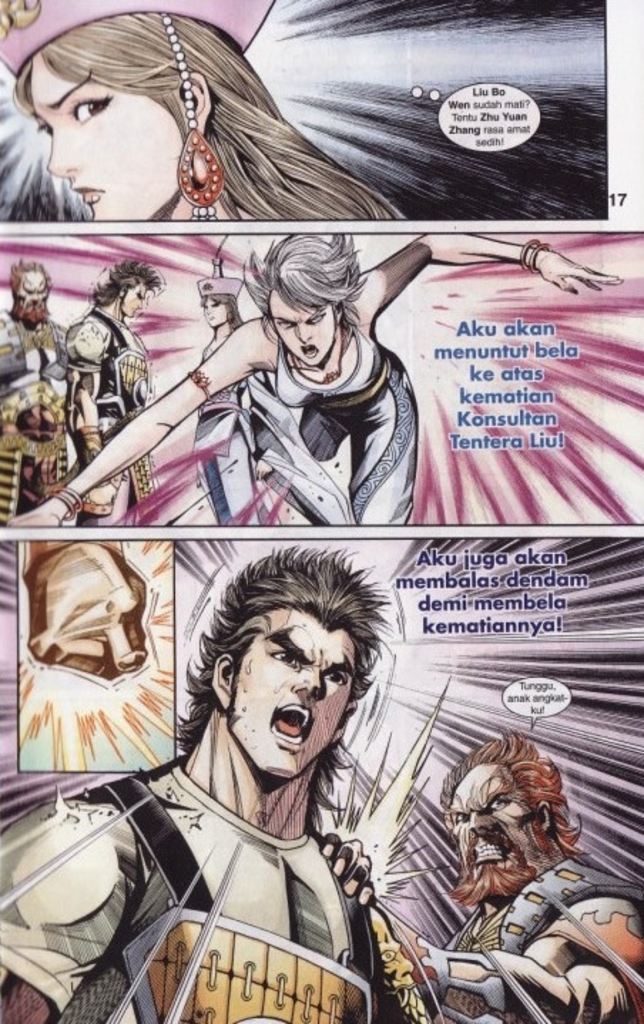 Liu Bo
Wen sudah mati?
Tentu Zhu Yuan
Zhang rasa amat
sedih!
17
Aku akan
menuntut bela
ke atas
kematian
Konsultan
Tentera Liu!
Aku juga akan
membalas dendam
demi membela
kematiannya!
Tunggu,
anak angkat-
ku!